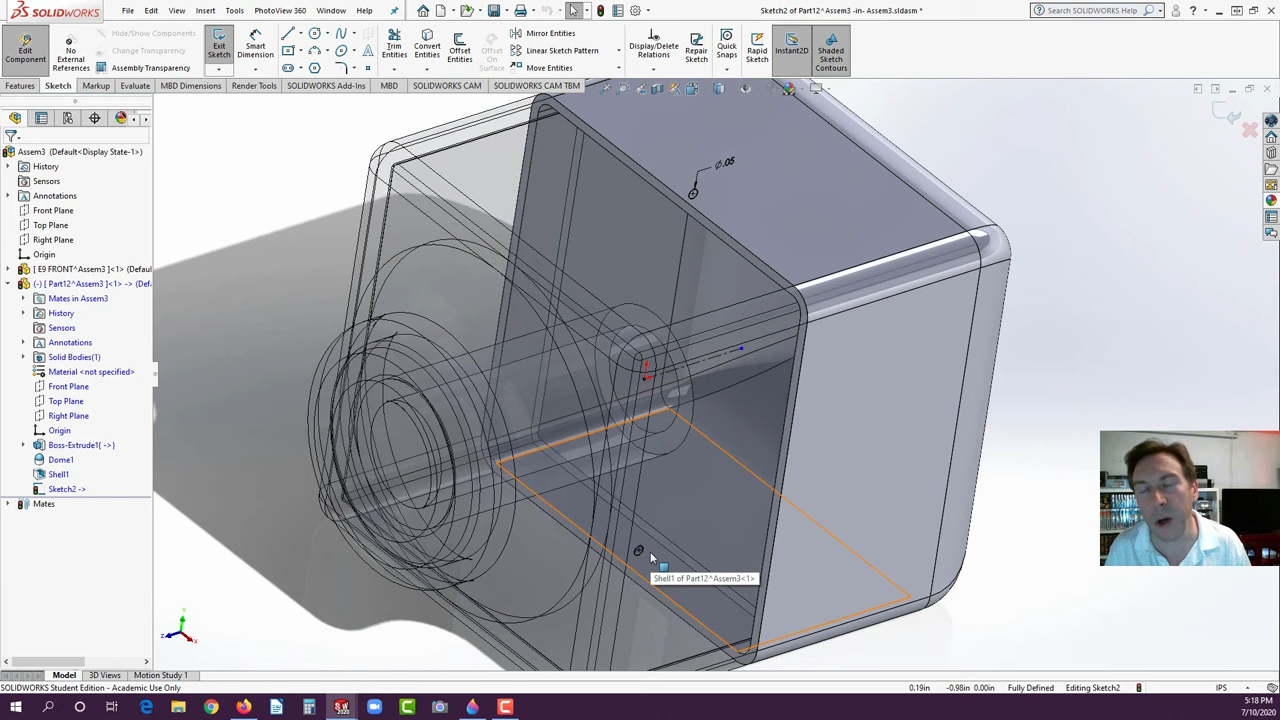 SOLIDWORKS
File Edit View Insert Tools PhotoView 360 Window Help
Sketch2 of Part12^Assem3 -in- Assem3.sldasm *
Search SOLIDWORKS Help
Edit Component
No External References
Hide/Show Components
Change Transparency
Assembly Transparency
Exit Sketch
Smart Dimension
Trim Entities
Convert Entities
Offset Entities
Offset On Surface
Mirror Entities
Linear Sketch Pattern
Move Entities
Display/Delete Relations
Repair Sketch
Quick Snaps
Rapid Sketch
Instant2D
Shaded Sketch Contours
Features Sketch Markup Evaluate MBD Dimensions Render Tools SOLIDWORKS Add-Ins MBD SOLIDWORKS CAM SOLIDWORKS CAM TBM
Assem3 (Default<Display State-1>)
History
Sensors
Annotations
Front Plane
Top Plane
Right Plane
Origin
[ E9 FRONT^Assem3 ]<1> (Defau
(-) [ Part12^Assem3 ]<1> -> (Def
Mates in Assem3
History
Sensors
Annotations
Solid Bodies(1)
Material <not specified>
Front Plane
Top Plane
Right Plane
Origin
Boss-Extrude1{ ->}
Dome1
Shell1
Sketch2 ->
Mates
⌀.05
Shell1 of Part12^Assem3<1>
Y
Z
X
Model 3D Views Motion Study 1
SOLIDWORKS Student Edition - Academic Use Only
0.19in -0.98in 0.00in Fully Defined Editing Sketch2 IPS
5:18 PM
7/10/2020